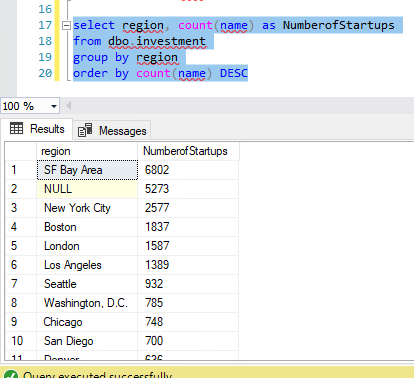 16
17 select region, count(name) as NumberofStartups
18 from dbo.investment
19 group by region
20 order by count(name) DESC
100 %
Results Messages
region NumberofStartups
1 SF Bay Area 6802
2 NULL 5273
3 New York City 2577
4 Boston 1837
5 London 1587
6 Los Angeles 1389
7 Seattle 932
8 Washington, D.C. 785
9 Chicago 748
10 San Diego 700
11 Denver 636
Query executed successfully